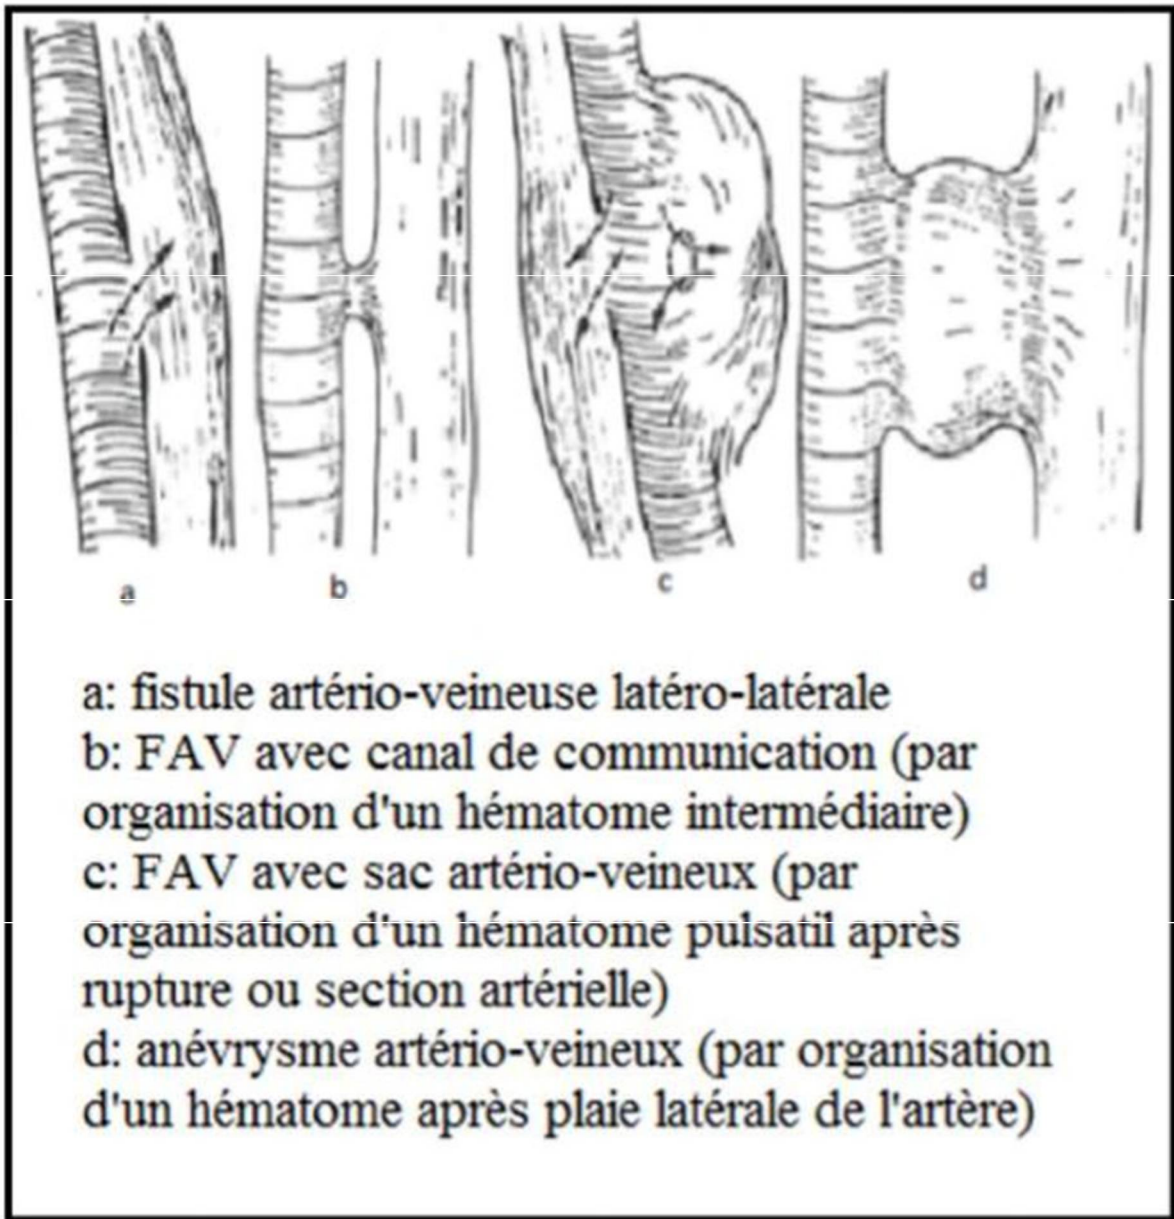 a b c d
a: fistule artério-veineuse latéro-latérale
b: FAV avec canal de communication (par
organisation d'un hématome intermédiaire)
c: FAV avec sac artério-veineux (par
organisation d'un hématome pulsatil après
rupture ou section artérielle)
d: anévrysme artério-veineux (par organisation
d'un hématome après plaie latérale de l'artère)